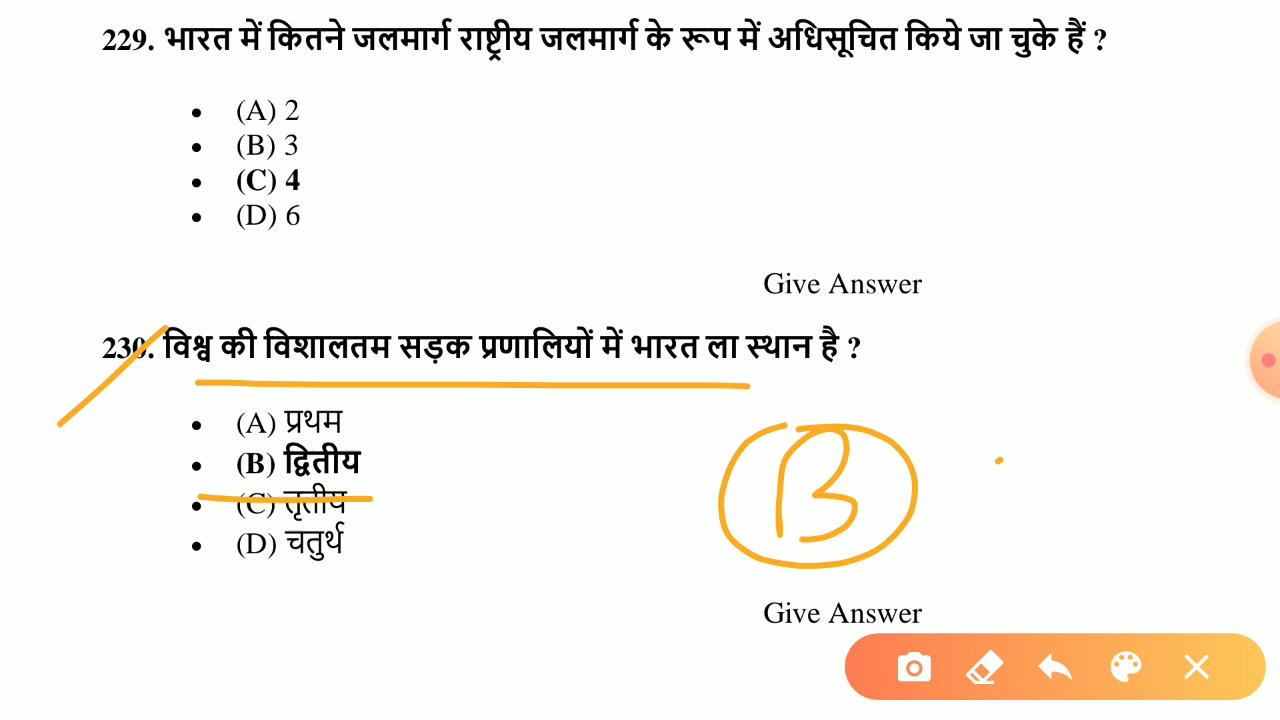 229. भारत में कितने जलमार्ग राष्ट्रीय जलमार्ग के रूप में अधिसूचित किये जा चुके हैं ?
• (A) 2
• (B) 3
• (C) 4
• (D) 6
Give Answer
230. विश्व की विशालतम सड़क प्रणालियों में भारत ला स्थान है ?
• (A) प्रथम
• (B) द्वितीय
• (C) तृतीय
• (D) चतुर्थ
B
Give Answer